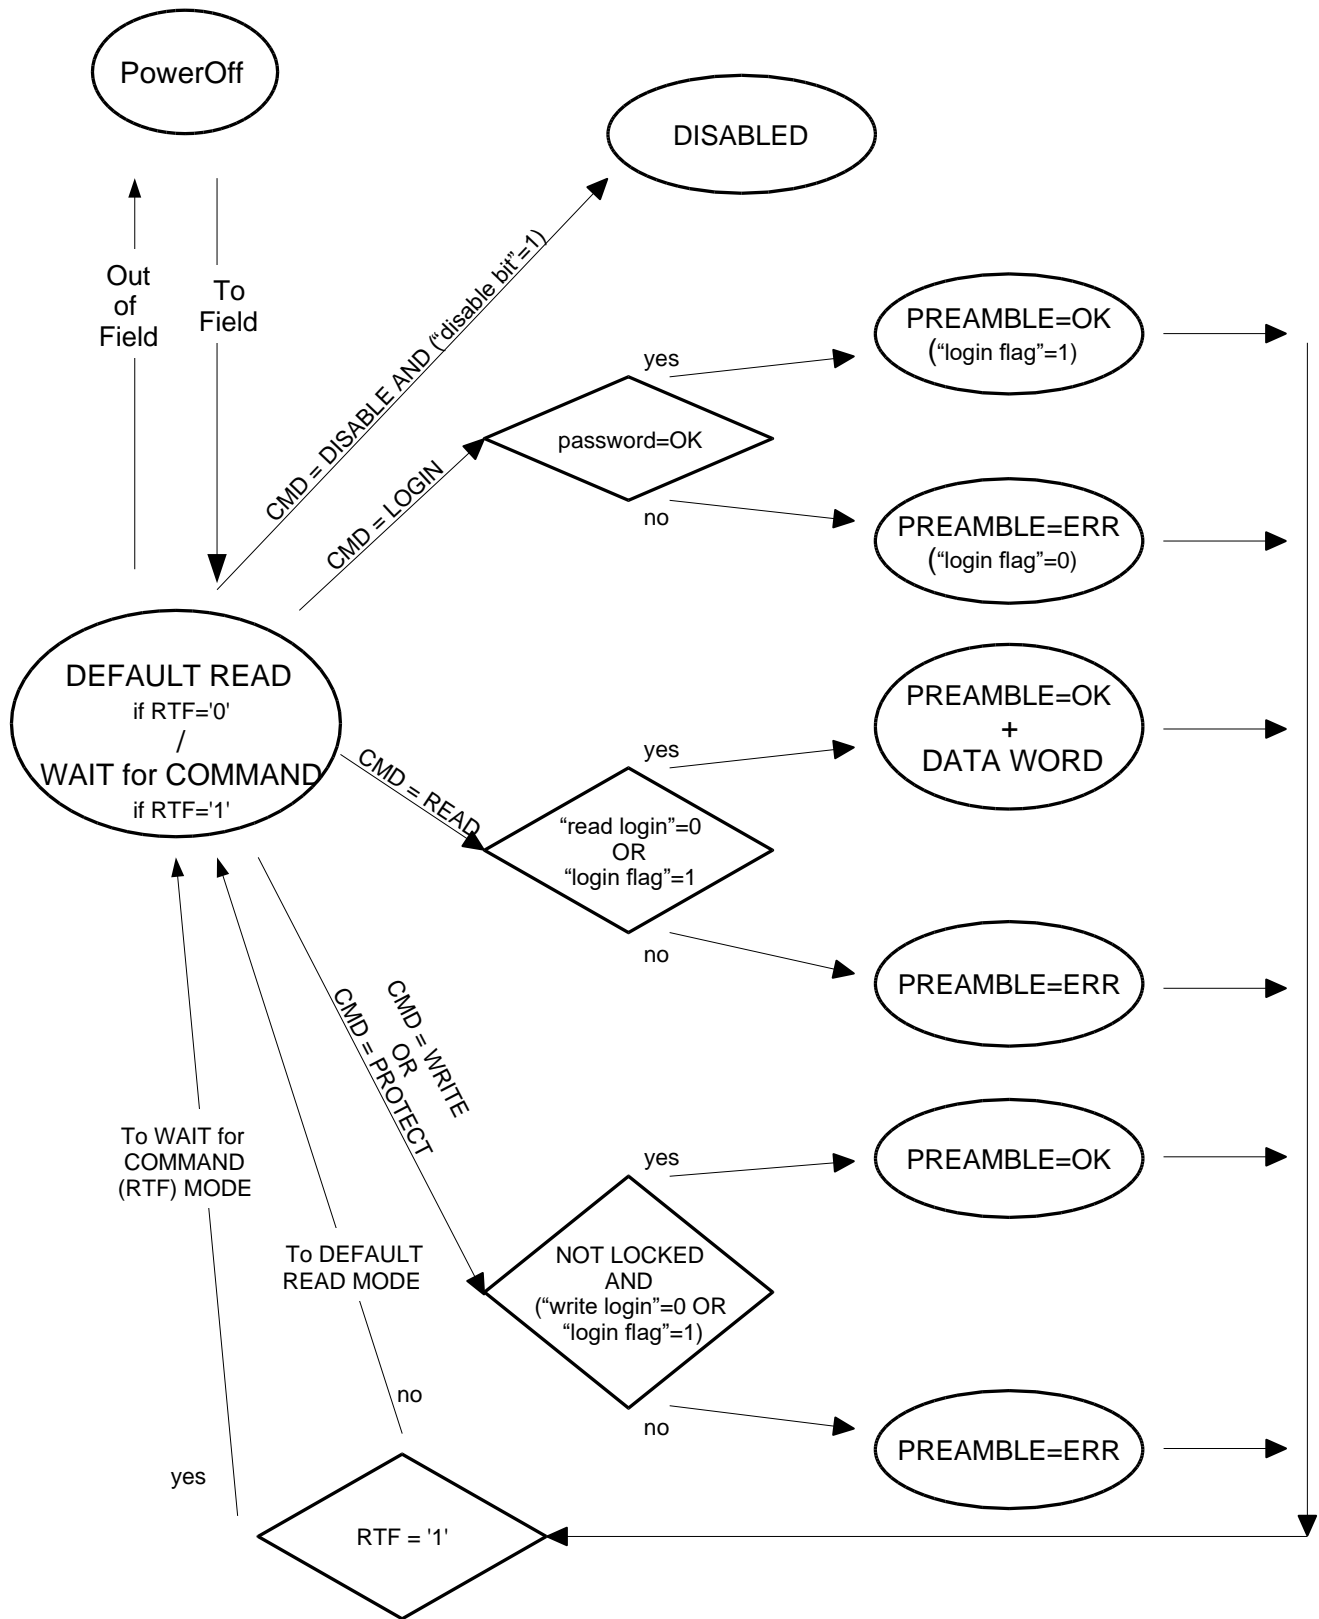 PowerOff
DISABLED
Out
of
Field
To
Field
CMD = DISABLE AND (“disable bit”=1)
CMD = LOGIN
password=OK
yes
no
PREAMBLE=OK
(“login flag”=1)
PREAMBLE=ERR
(“login flag”=0)
DEFAULT READ
if RTF='0'
/
WAIT for COMMAND
if RTF='1'
CMD = READ
“read login”=0
OR
“login flag”=1
yes
no
PREAMBLE=OK
+
DATA WORD
PREAMBLE=ERR
CMD = WRITE
OR
CMD = PROTECT
NOT LOCKED
AND
(“write login”=0 OR
“login flag”=1)
yes
no
PREAMBLE=OK
PREAMBLE=ERR
To WAIT for
COMMAND
(RTF) MODE
To DEFAULT
READ MODE
yes
no
RTF = '1'